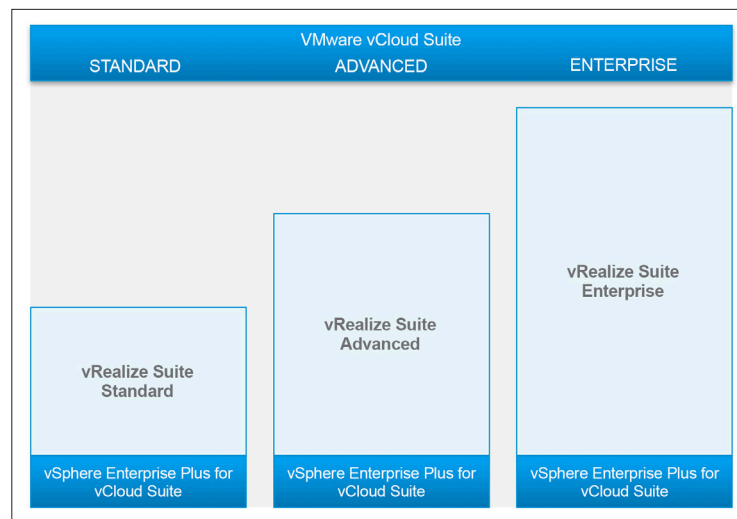 VMware vCloud Suite
STANDARD
ADVANCED
ENTERPRISE
vRealize Suite
Standard
vRealize Suite
Advanced
vRealize Suite
Enterprise
vSphere Enterprise Plus for
vCloud Suite
vSphere Enterprise Plus for
vCloud Suite
vSphere Enterprise Plus for
vCloud Suite